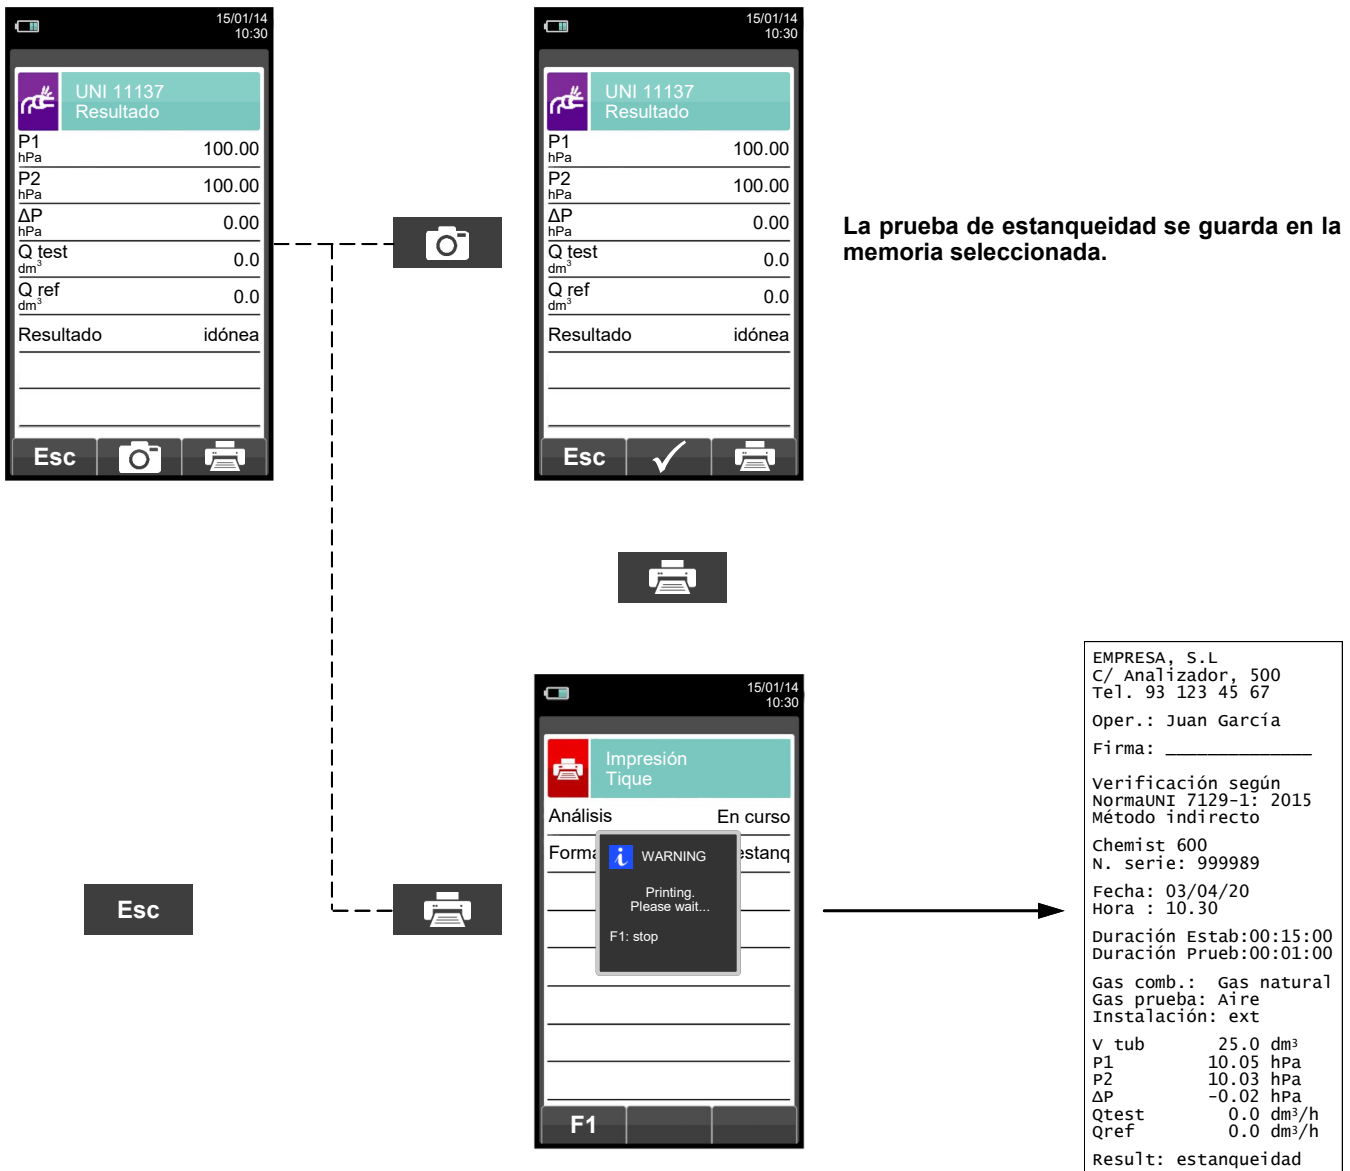 15/01/14
10:30
UNI 11137
Resultado
P1
hPa
100.00
P2
hPa
100.00
ΔP
hPa
0.00
Q test
dm³
0.0
Q ref
dm³
0.0
Resultado idónea
Esc
15/01/14
10:30
UNI 11137
Resultado
P1
hPa
100.00
P2
hPa
100.00
ΔP
hPa
0.00
Q test
dm³
0.0
Q ref
dm³
0.0
Resultado idónea
Esc
La prueba de estanqueidad se guarda en la
memoria seleccionada.
Esc
15/01/14
10:30
Impresión
Tique
Análisis En curso
Forma estanq
WARNING
Printing.
Please wait...
F1: stop
F1
EMPRESA, S.L
C/ Analizador, 500
Tel. 93 123 45 67
Oper.: Juan García
Firma: ______________
Verificación según
NormaUNI 7129-1: 2015
Método indirecto
Chemist 600
N. serie: 999989
Fecha: 03/04/20
Hora : 10.30
Duración Estab:00:15:00
Duración Prueb:00:01:00
Gas comb.: Gas natural
Gas prueba: Aire
Instalación: ext
V tub 25.0 dm³
P1 10.05 hPa
P2 10.03 hPa
ΔP -0.02 hPa
Qtest 0.0 dm³/h
Qref 0.0 dm³/h
Result: estanqueidad